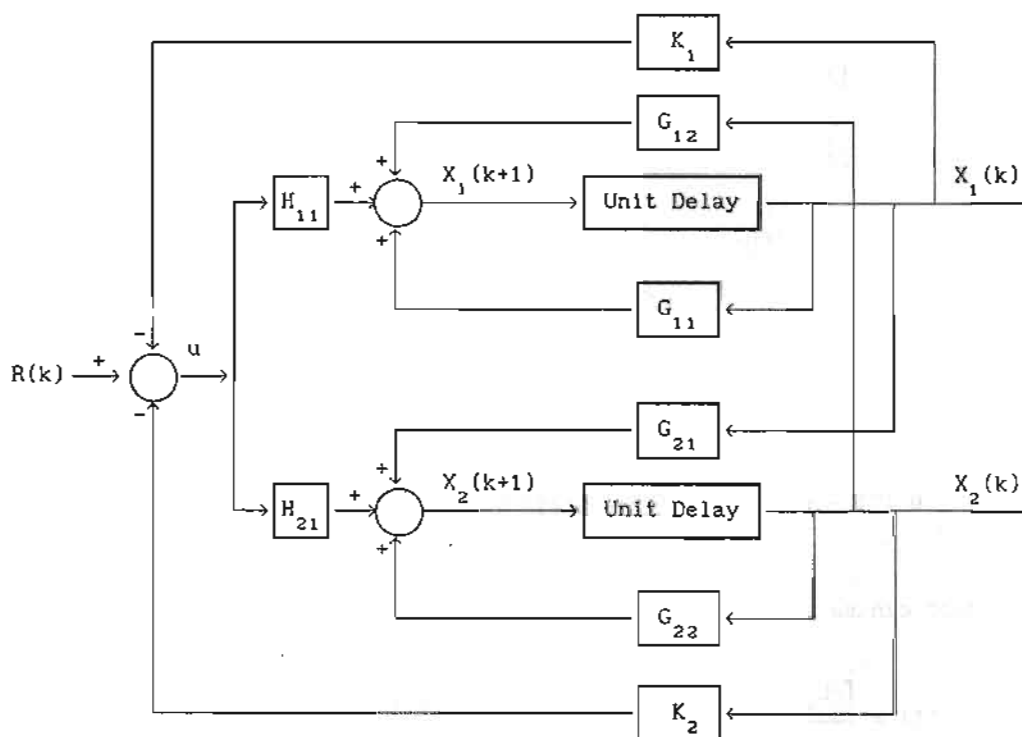 K₁
G₁₂
+
X₁(k+1)
Unit Delay
X₁(k)
H₁₁
+
+
G₁₁
-
u
R(k)
+
-
G₂₁
+
X₂(k+1)
Unit Delay
X₂(k)
H₂₁
+
+
G₂₂
K₂